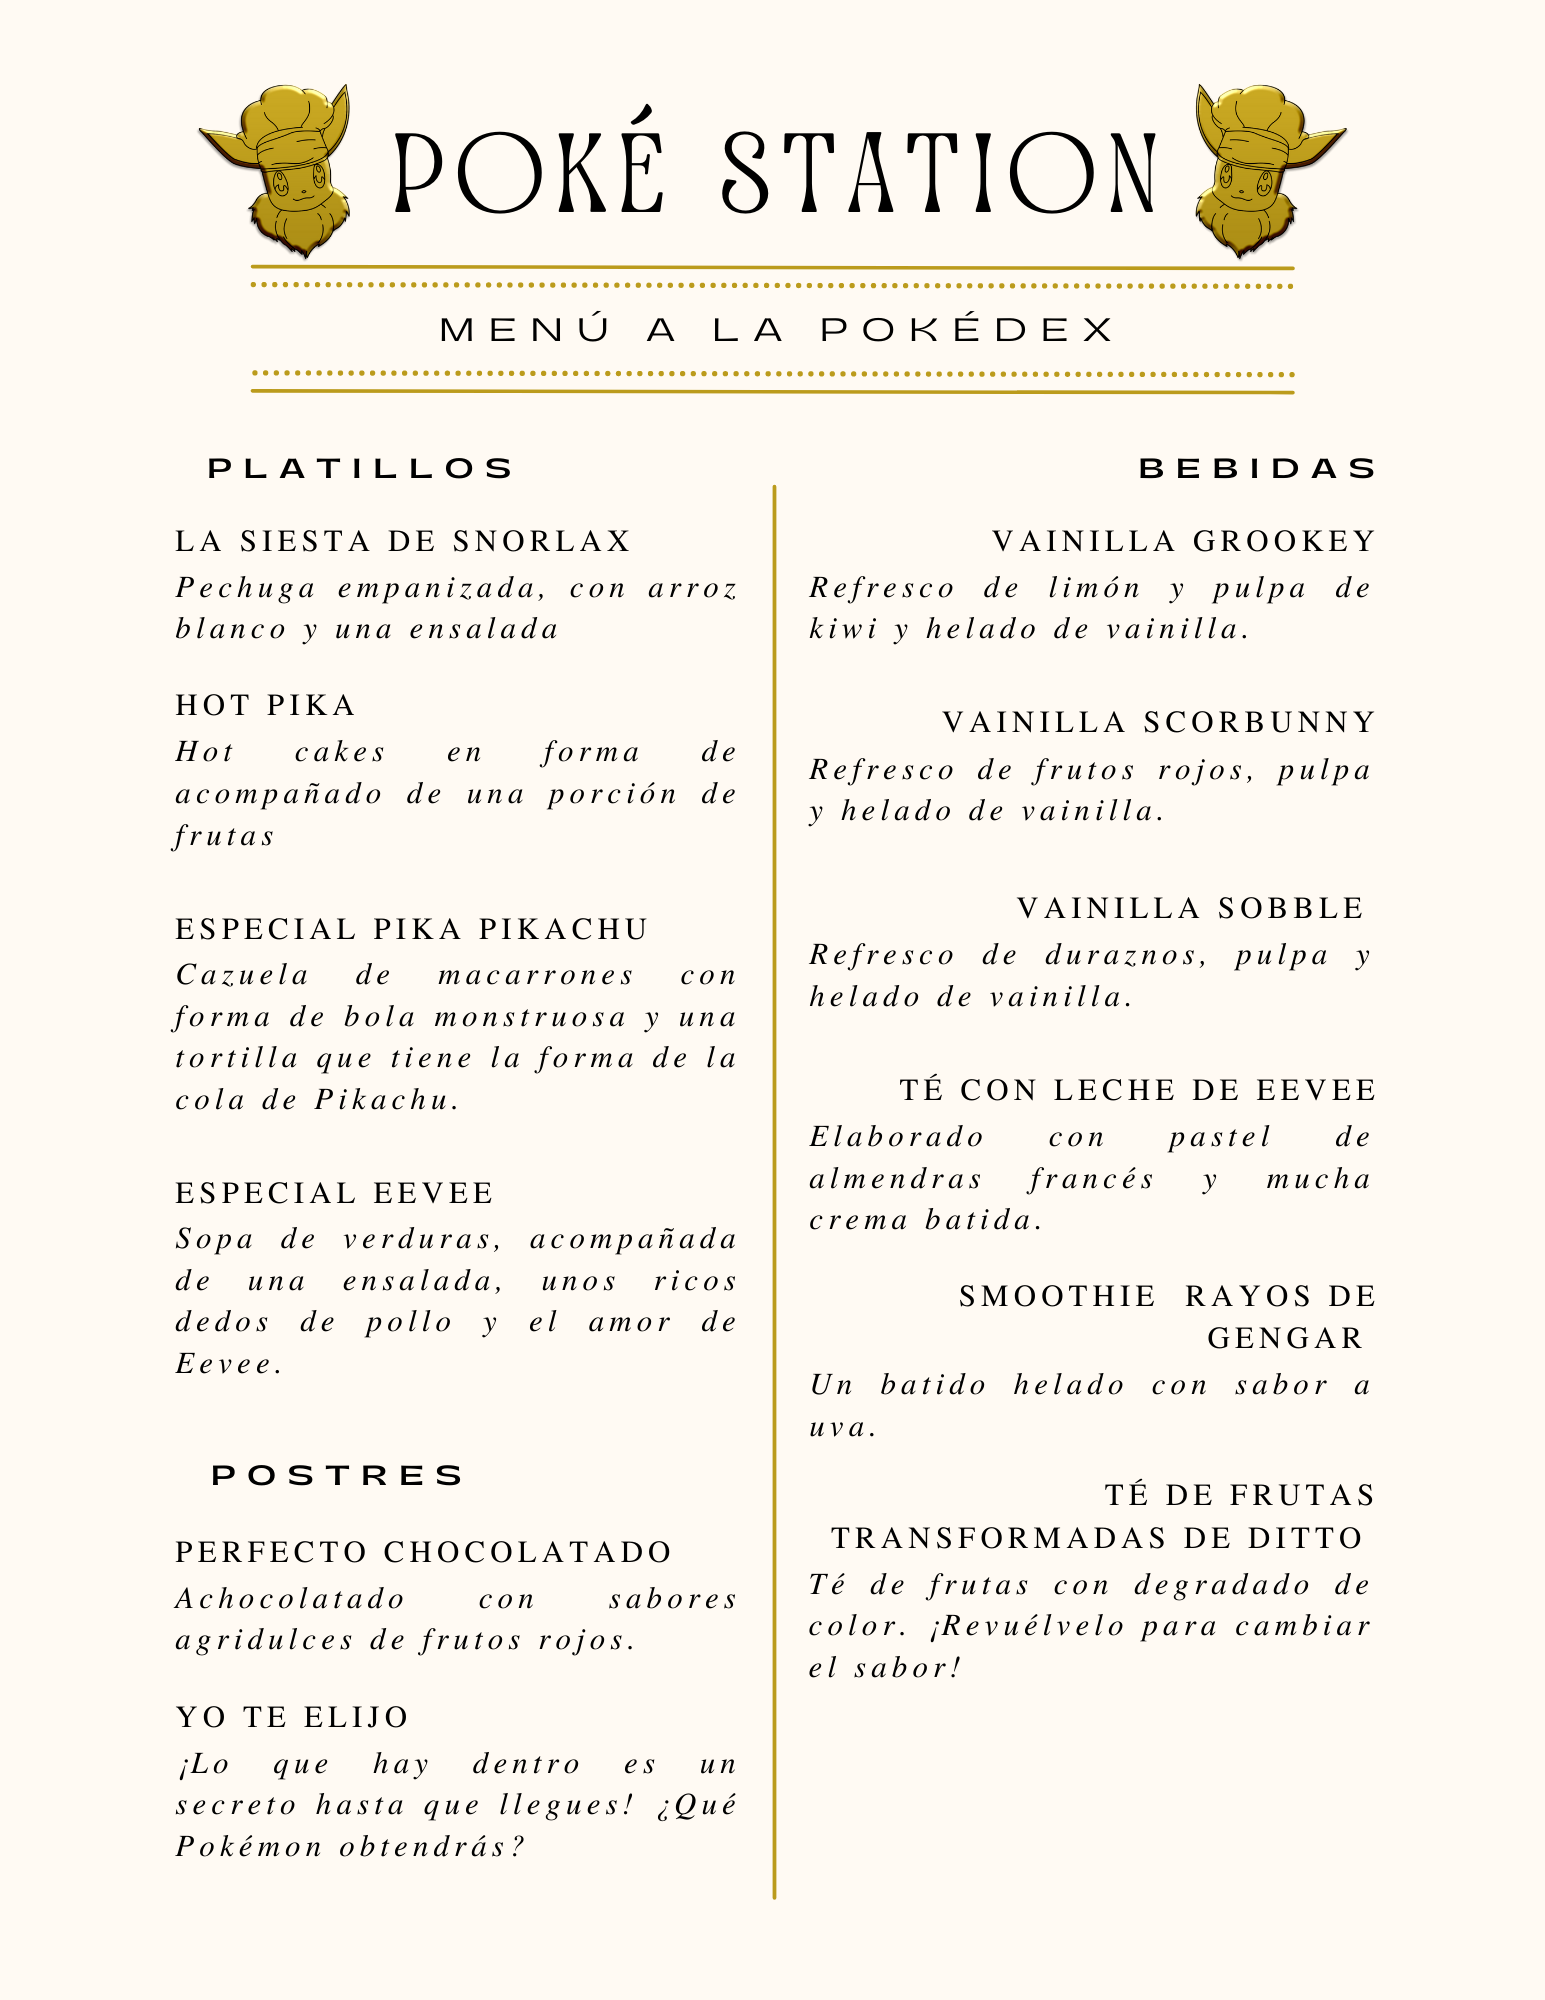 POKÉ STATION
MENÚ A LA POKÉDEX
PLATILLOS
LA SIESTA DE SNORLAX
Pechuga empanizada, con arroz
blanco y una ensalada
HOT PIKA
Hot cakes en forma de
acompañado de una porción de
frutas
ESPECIAL PIKA PIKACHU
Cazuela de macarrones con
forma de bola monstruosa y una
tortilla que tiene la forma de la
cola de Pikachu.
ESPECIAL EEVEE
Sopa de verduras, acompañada
de una ensalada, unos ricos
dedos de pollo y el amor de
Eevee.
POSTRES
PERFECTO CHOCOLATADO
Achocolatado con sabores
agridulces de frutos rojos.
YO TE ELIJO
¡Lo que hay dentro es un
secreto hasta que llegues! ¿Qué
Pokémon obtendrás?
BEBIDAS
VAINILLA GROOKEY
Refresco de limón y pulpa de
kiwi y helado de vainilla.
VAINILLA SCORBUNNY
Refresco de frutos rojos, pulpa
y helado de vainilla.
VAINILLA SOBBLE
Refresco de duraznos, pulpa y
helado de vainilla.
TÉ CON LECHE DE EEVEE
Elaborado con pastel de
almendras francés y mucha
crema batida.
SMOOTHIE RAYOS DE
GENGAR
Un batido helado con sabor a
uva.
TÉ DE FRUTAS
TRANSFORMADAS DE DITTO
Té de frutas con degradado de
color. ¡Revuélvelo para cambiar
el sabor!